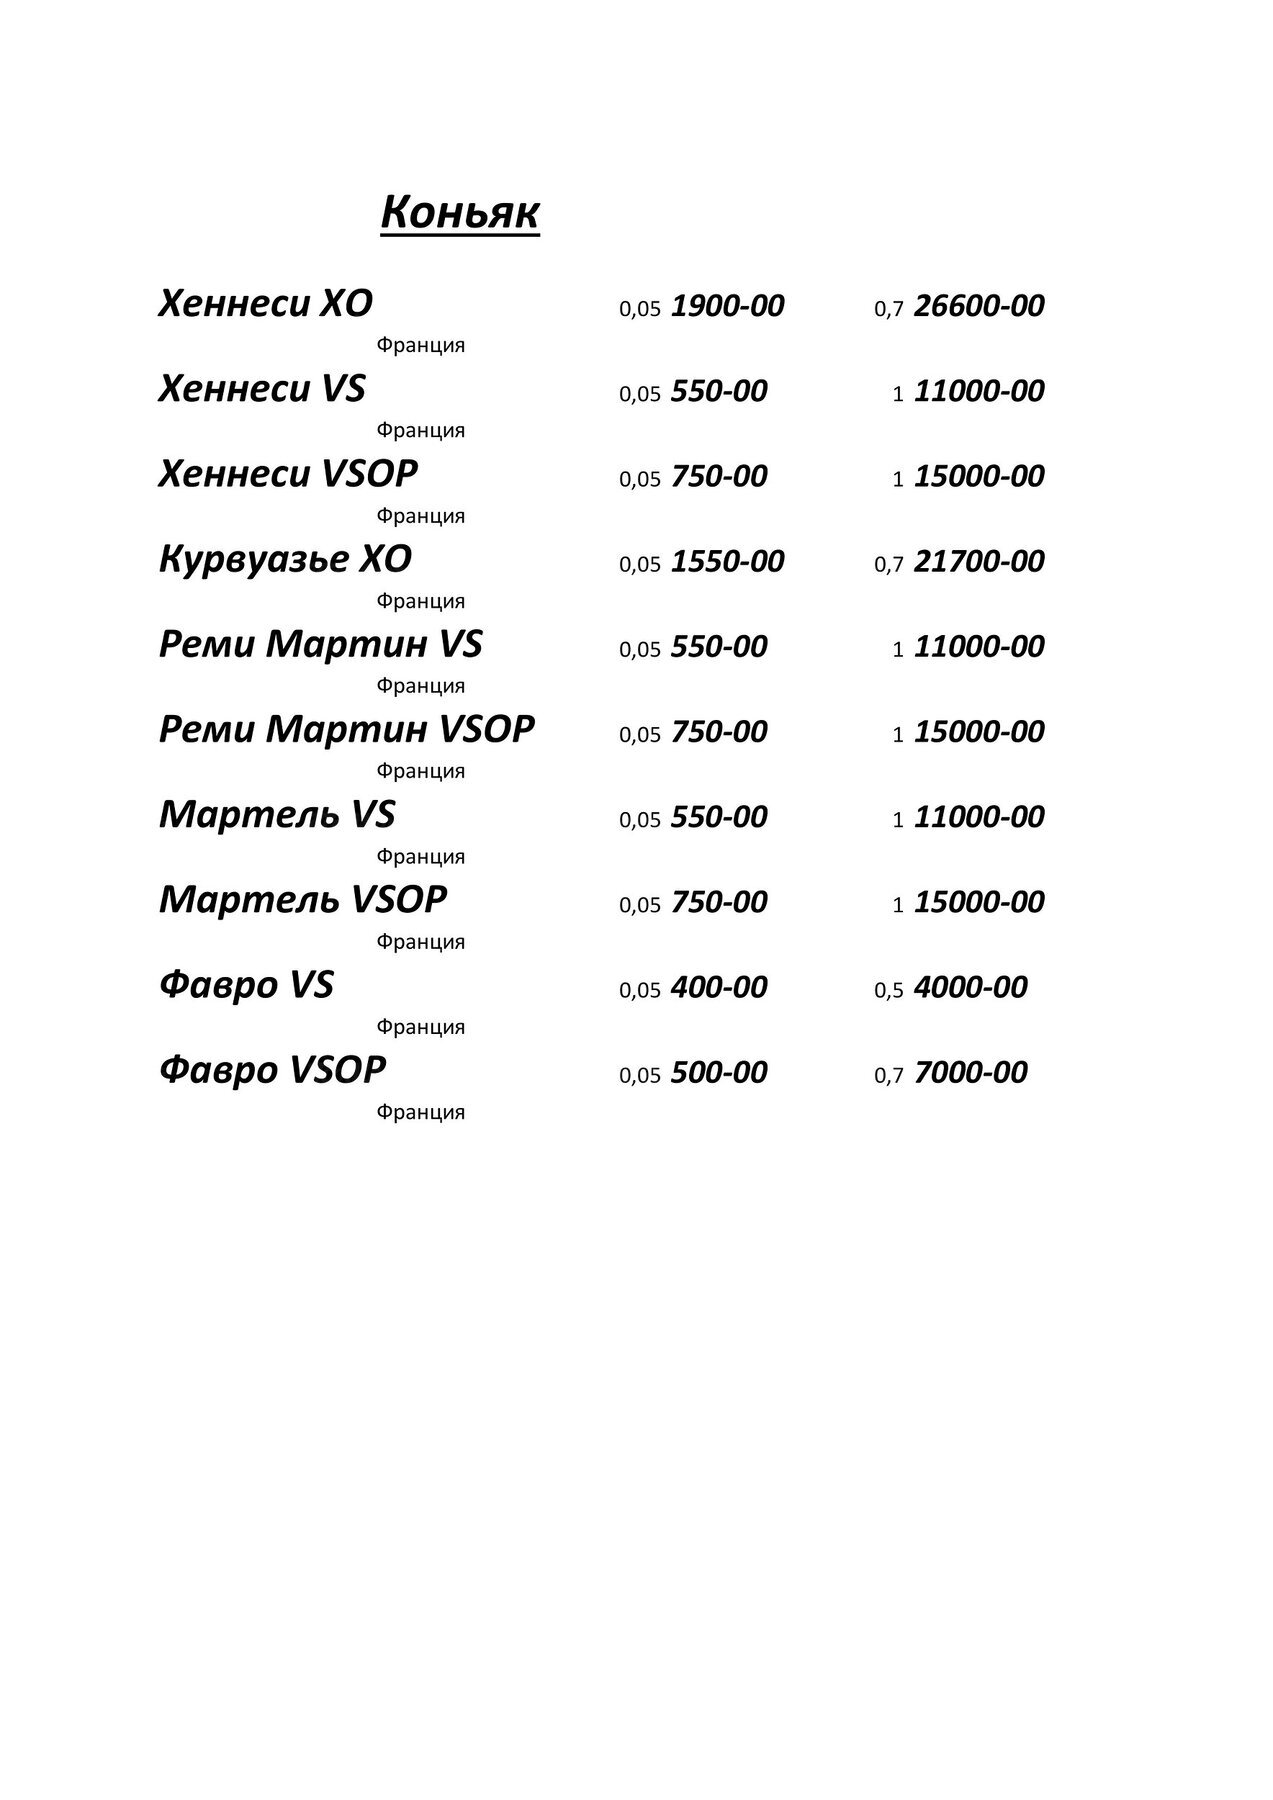 Коньяк
Хеннеси XO 0,05 1900-00 0,7 26600-00
Франция
Хеннеси VS 0,05 550-00 1 11000-00
Франция
Хеннеси VSOP 0,05 750-00 1 15000-00
Франция
Курвуазье XO 0,05 1550-00 0,7 21700-00
Франция
Реми Мартин VS 0,05 550-00 1 11000-00
Франция
Реми Мартин VSOP 0,05 750-00 1 15000-00
Франция
Мартель VS 0,05 550-00 1 11000-00
Франция
Мартель VSOP 0,05 750-00 1 15000-00
Франция
Фавро VS 0,05 400-00 0,5 4000-00
Франция
Фавро VSOP 0,05 500-00 0,7 7000-00
Франция